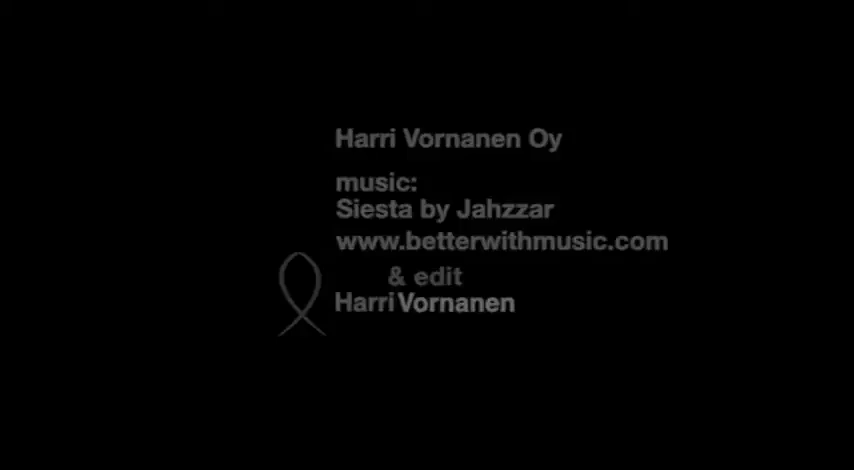 Harri Vornanen Oy
music:
Siesta by Jahzzar
www.betterwithmusic.com
& edit
Harri Vornanen